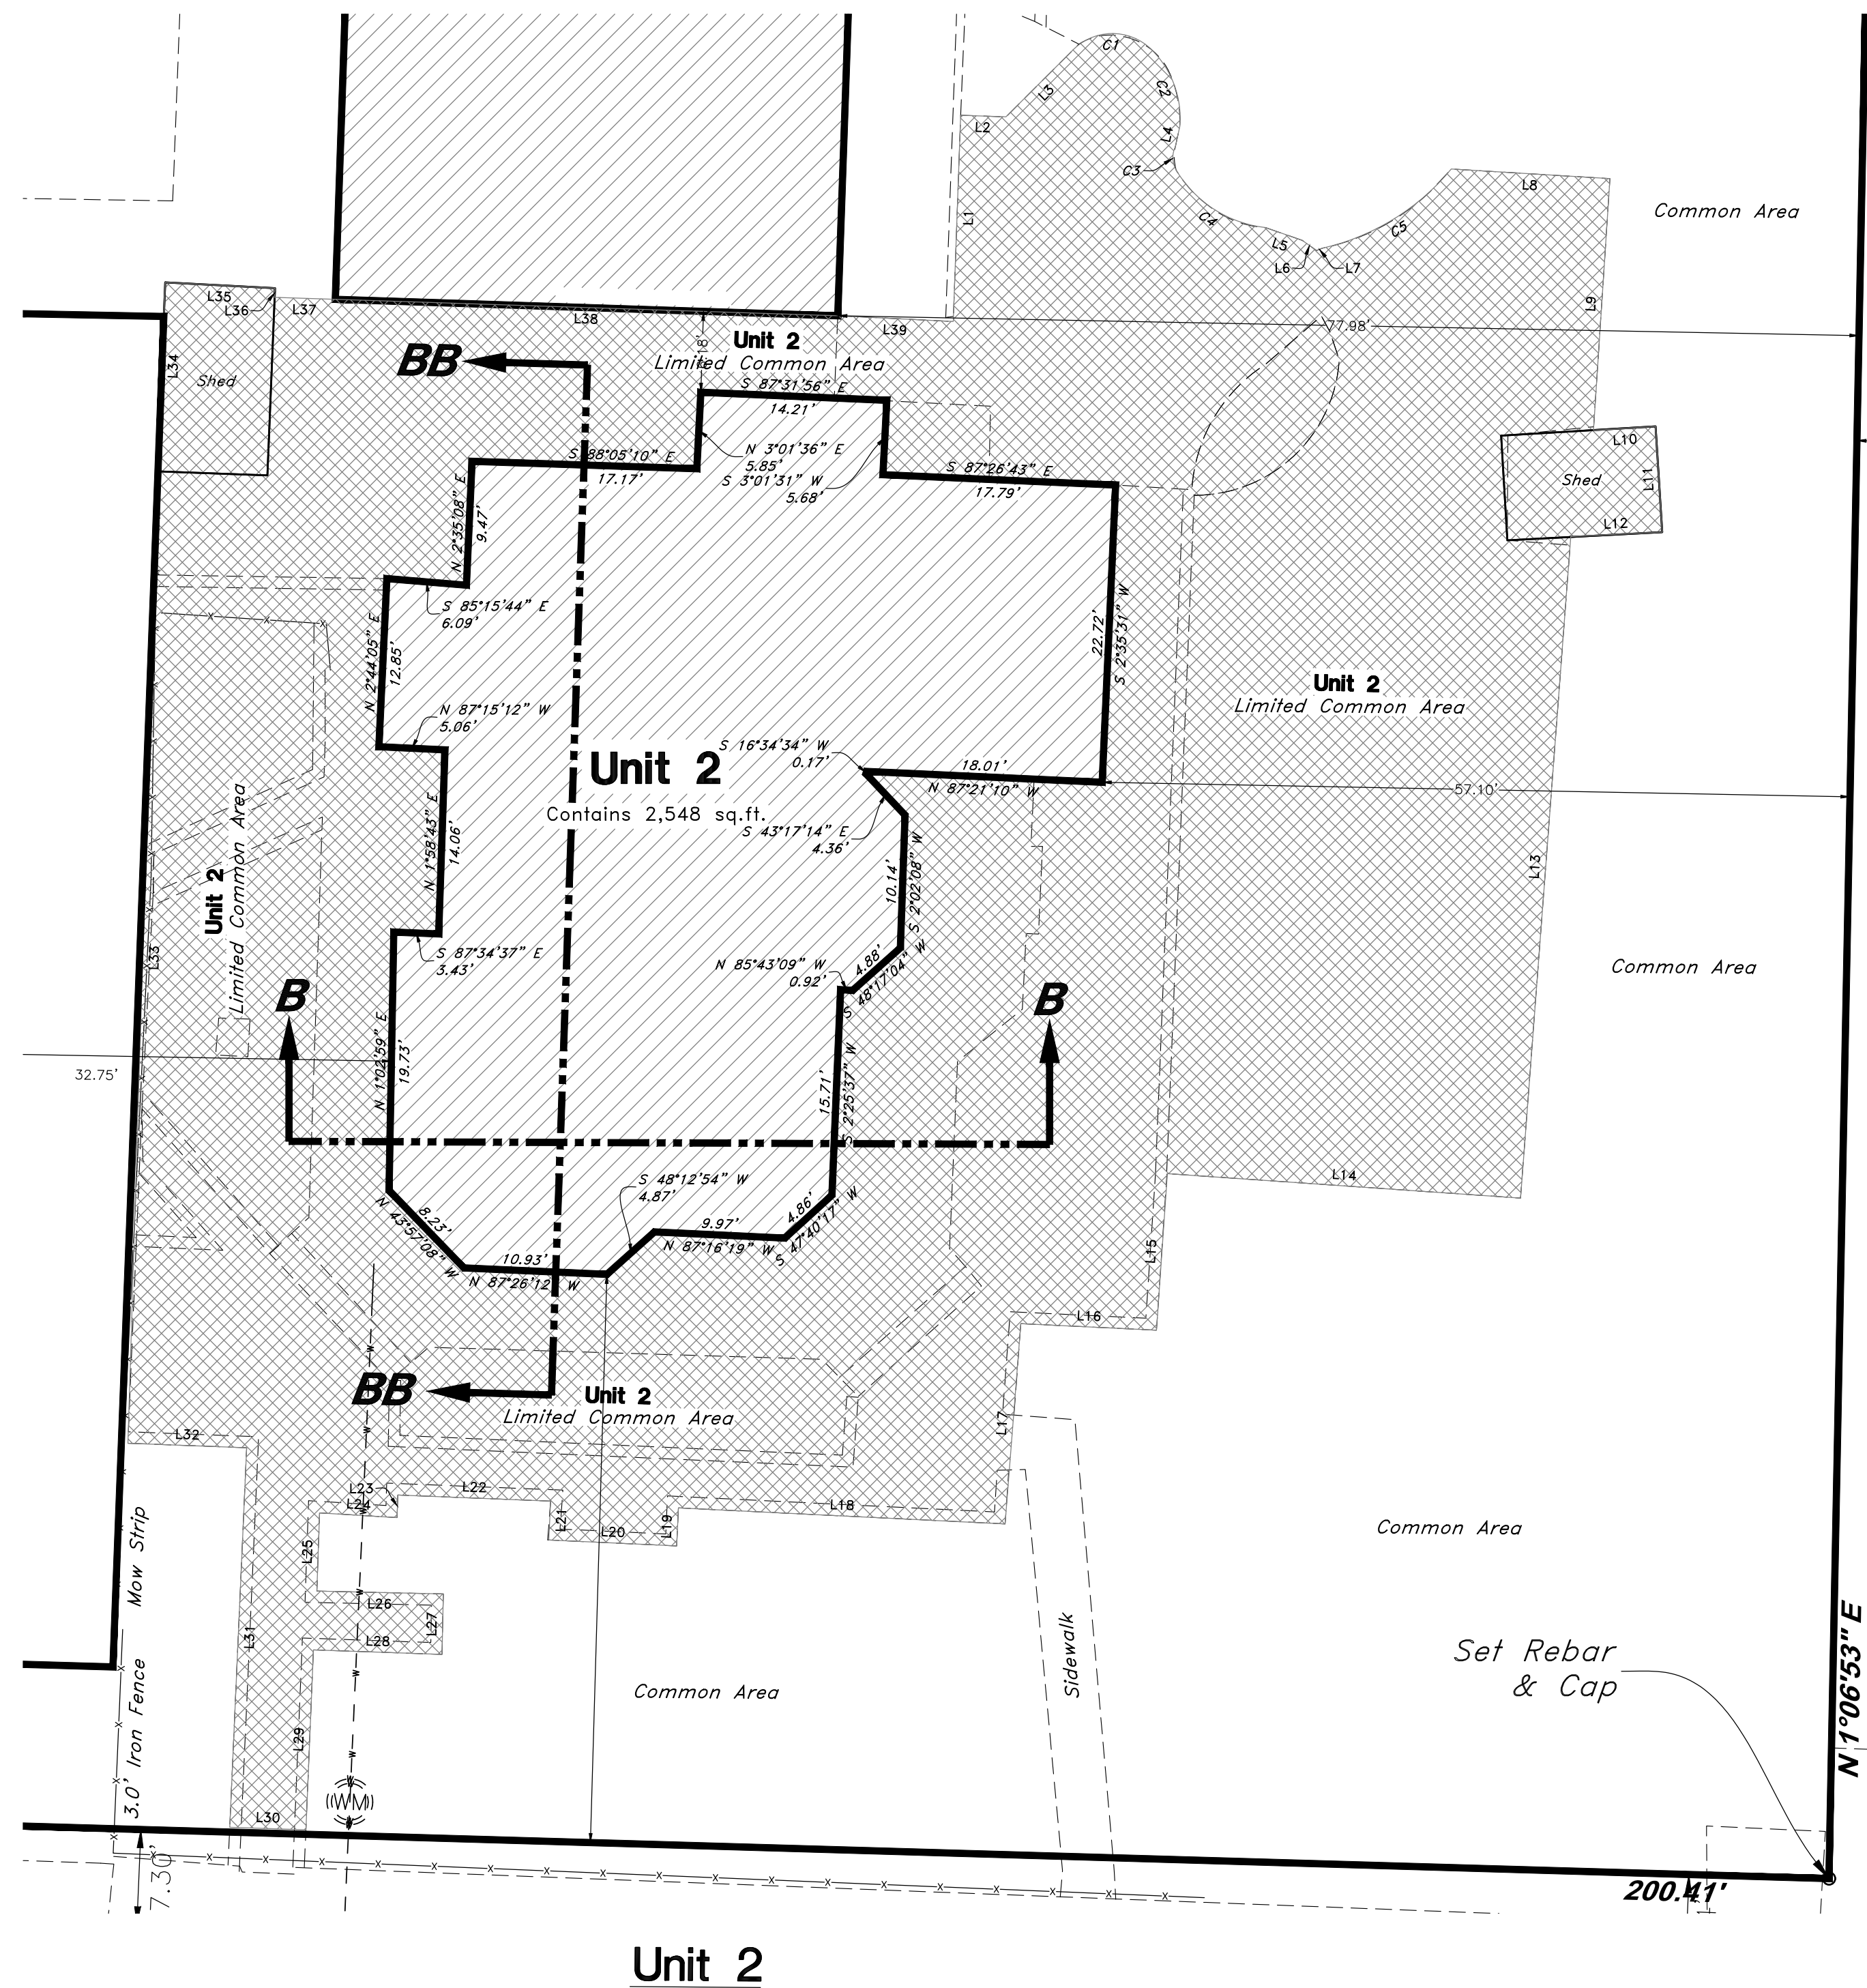 C1
C2
L3
L2
L4
C3
L8
Common Area
L1
C4
C5
L5
L6
L7
L35
L36
L37
L38
L39
L9
77.98'
18'
Unit 2
Limited Common Area
BB
L34
Shed
S 87°31'56" E
14.21'
N 3°01'36" E
5.85'
S 3°01'31" W
5.68'
S 88°05'10" E
17.17'
S 87°26'43" E
17.79'
L10
Shed
L11
L12
N 2°35'08" E
9.47'
S 85°15'44" E
6.09'
N 2°44'05" E
12.85'
22.72'
S 2°35'31" W
Unit 2
Limited Common Area
N 87°15'12" W
5.06'
S 16°34'34" W
0.17'
Unit 2
Contains 2,548 sq.ft.
18.01'
N 87°21'10" W
57.10'
S 43°17'14" E
4.36'
N 1°58'43" E
14.06'
10.14'
S 2°02'08" W
L13
Unit 2
Limited Common Area
L33
S 87°34'37" E
3.43'
N 85°43'09" W
0.92'
4.88'
S 48°17'04" W
Common Area
B
B
32.75'
N 1°02'59" E
19.73'
15.71'
S 2°25'37" W
S 48°12'54" W
4.87'
L14
8.23'
N 43°57'08" W
9.97'
N 87°16'19" W
4.86'
S 47°40'17" W
10.93'
N 87°26'12" W
L15
L16
BB
Unit 2
Limited Common Area
L17
L32
L23
L22
L24
L18
L21
L20
L19
Common Area
L25
L26
L27
L28
L31
L29
L30
Mow Strip
3.0' Iron Fence
Common Area
Sidewalk
Set Rebar
& Cap
N 1°06'53" E
WM
7.30'
200.41'
Unit 2